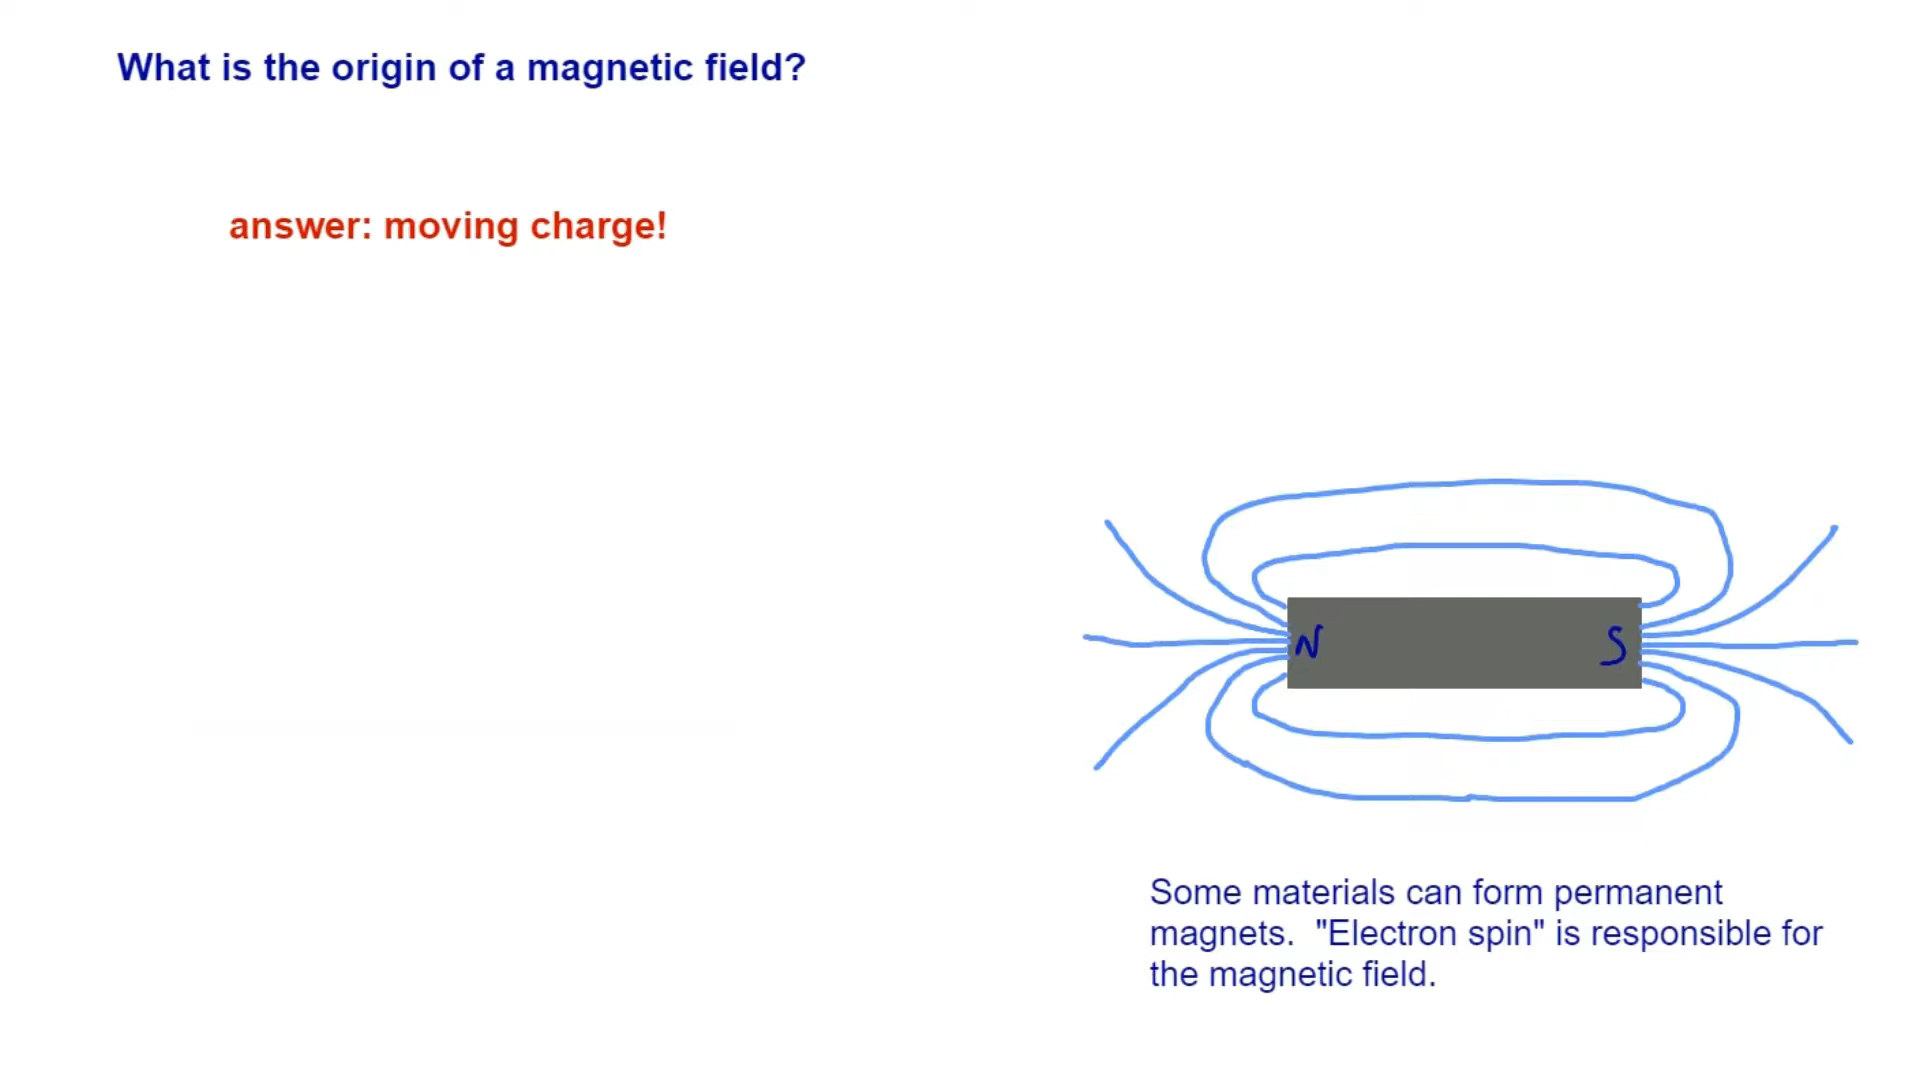 What is the origin of a magnetic field?
answer: moving charge!
N S
Some materials can form permanent
magnets.  "Electron spin" is responsible for
the magnetic field.